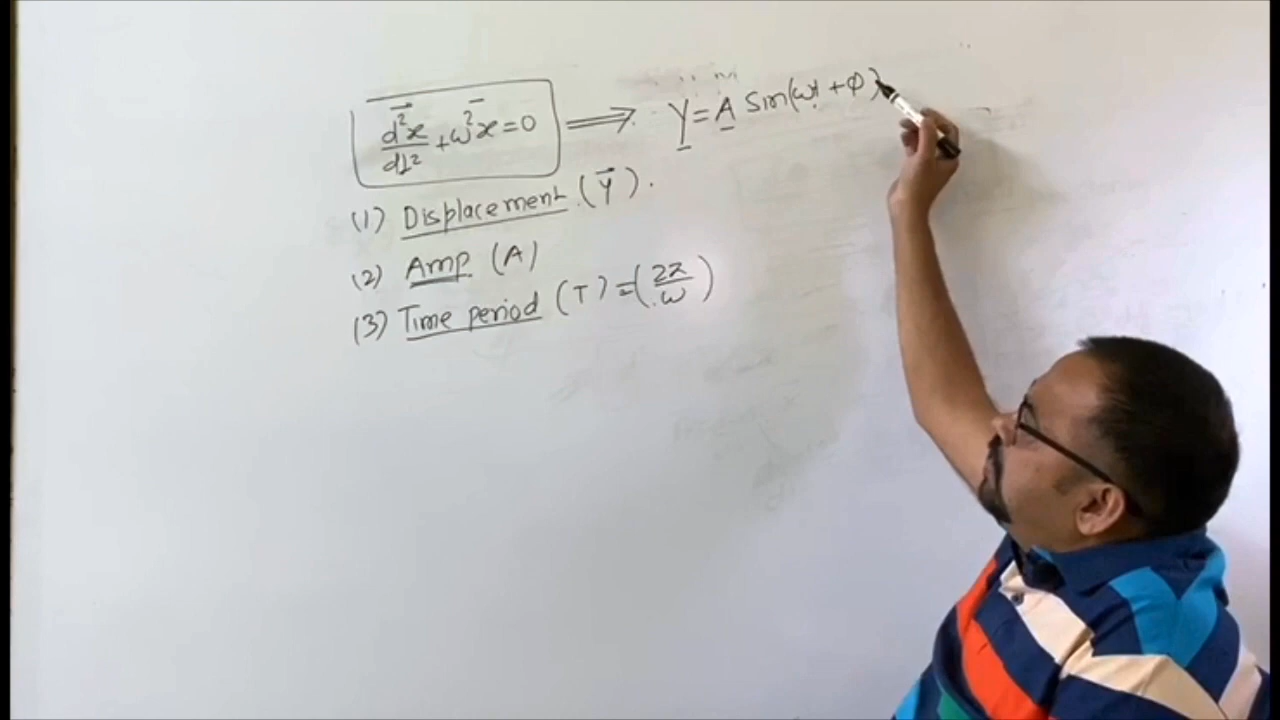 d²x/dt² + ω²x = 0 ⟹ Y = A Sin(ωt + φ)
(1) Displacement (Y).
(2) Amp (A)
(3) Time period (T) = (2π/ω)